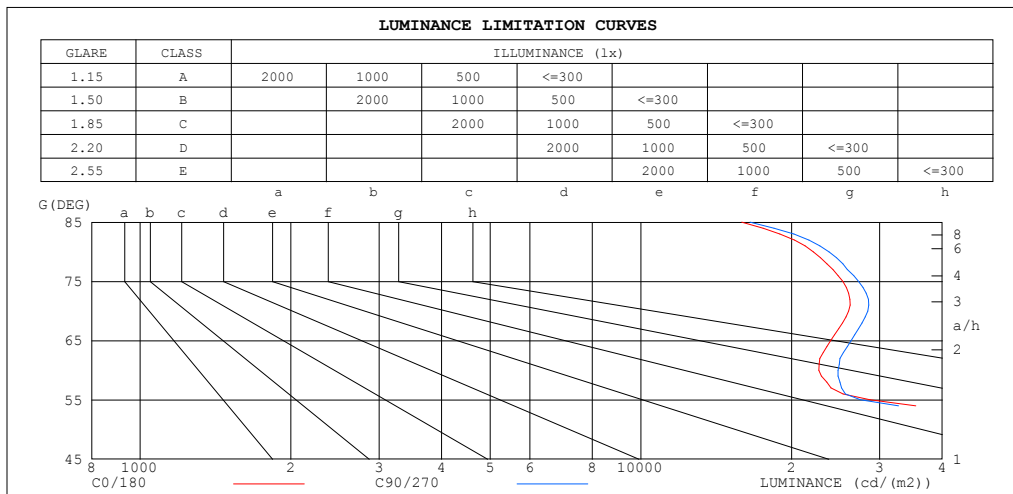 LUMINANCE LIMITATION CURVES
GLARE CLASS ILLUMINANCE (lx)
1.15 A 2000 1000 500 <=300
1.50 B 2000 1000 500 <=300
1.85 C 2000 1000 500 <=300
2.20 D 2000 1000 500 <=300
2.55 E 2000 1000 500 <=300
a b c d e f g h
G(DEG) a b c d e f g h
85
8
6
75 4
3
a/h
65
2
55
45 1
8 1000 2 3 4 5 6 8 10000 2 3 4
C0/180 C90/270 LUMINANCE (cd/(m2))